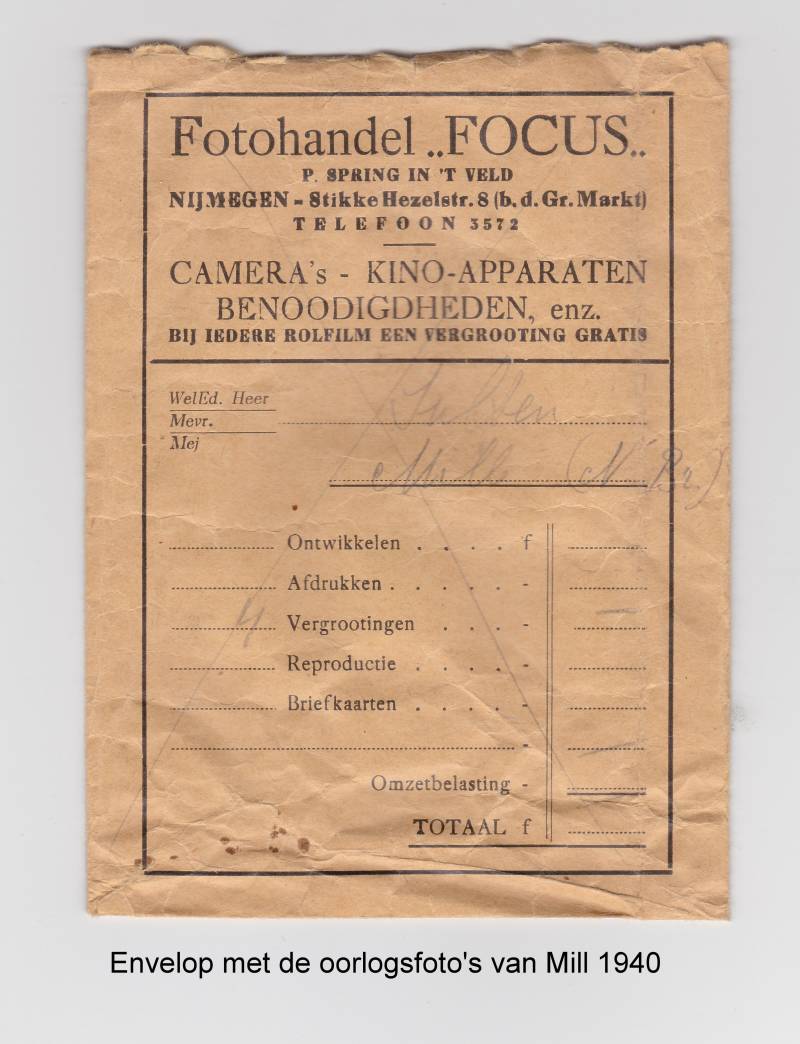 Fotohandel „FOCUS„
P. SPRING IN 'T VELD
NIJMEGEN - Stikke Hezelstr. 8 (b. d. Gr. Markt)
TELEFOON 3572
CAMERA's - KINO-APPARATEN
BENOODIGDHEDEN, enz.
BIJ IEDERE ROLFILM EEN VERGROOTING GRATIS
WelEd. Heer
Mevr.
Mej
Mill (N. Br.)
Ontwikkelen . . . . f
Afdrukken . . . . -
4 Vergrootingen . . . -
Reproductie . . . . -
Briefkaarten . . . . -
Omzetbelasting -
TOTAAL f
Envelop met de oorlogsfoto's van Mill 1940